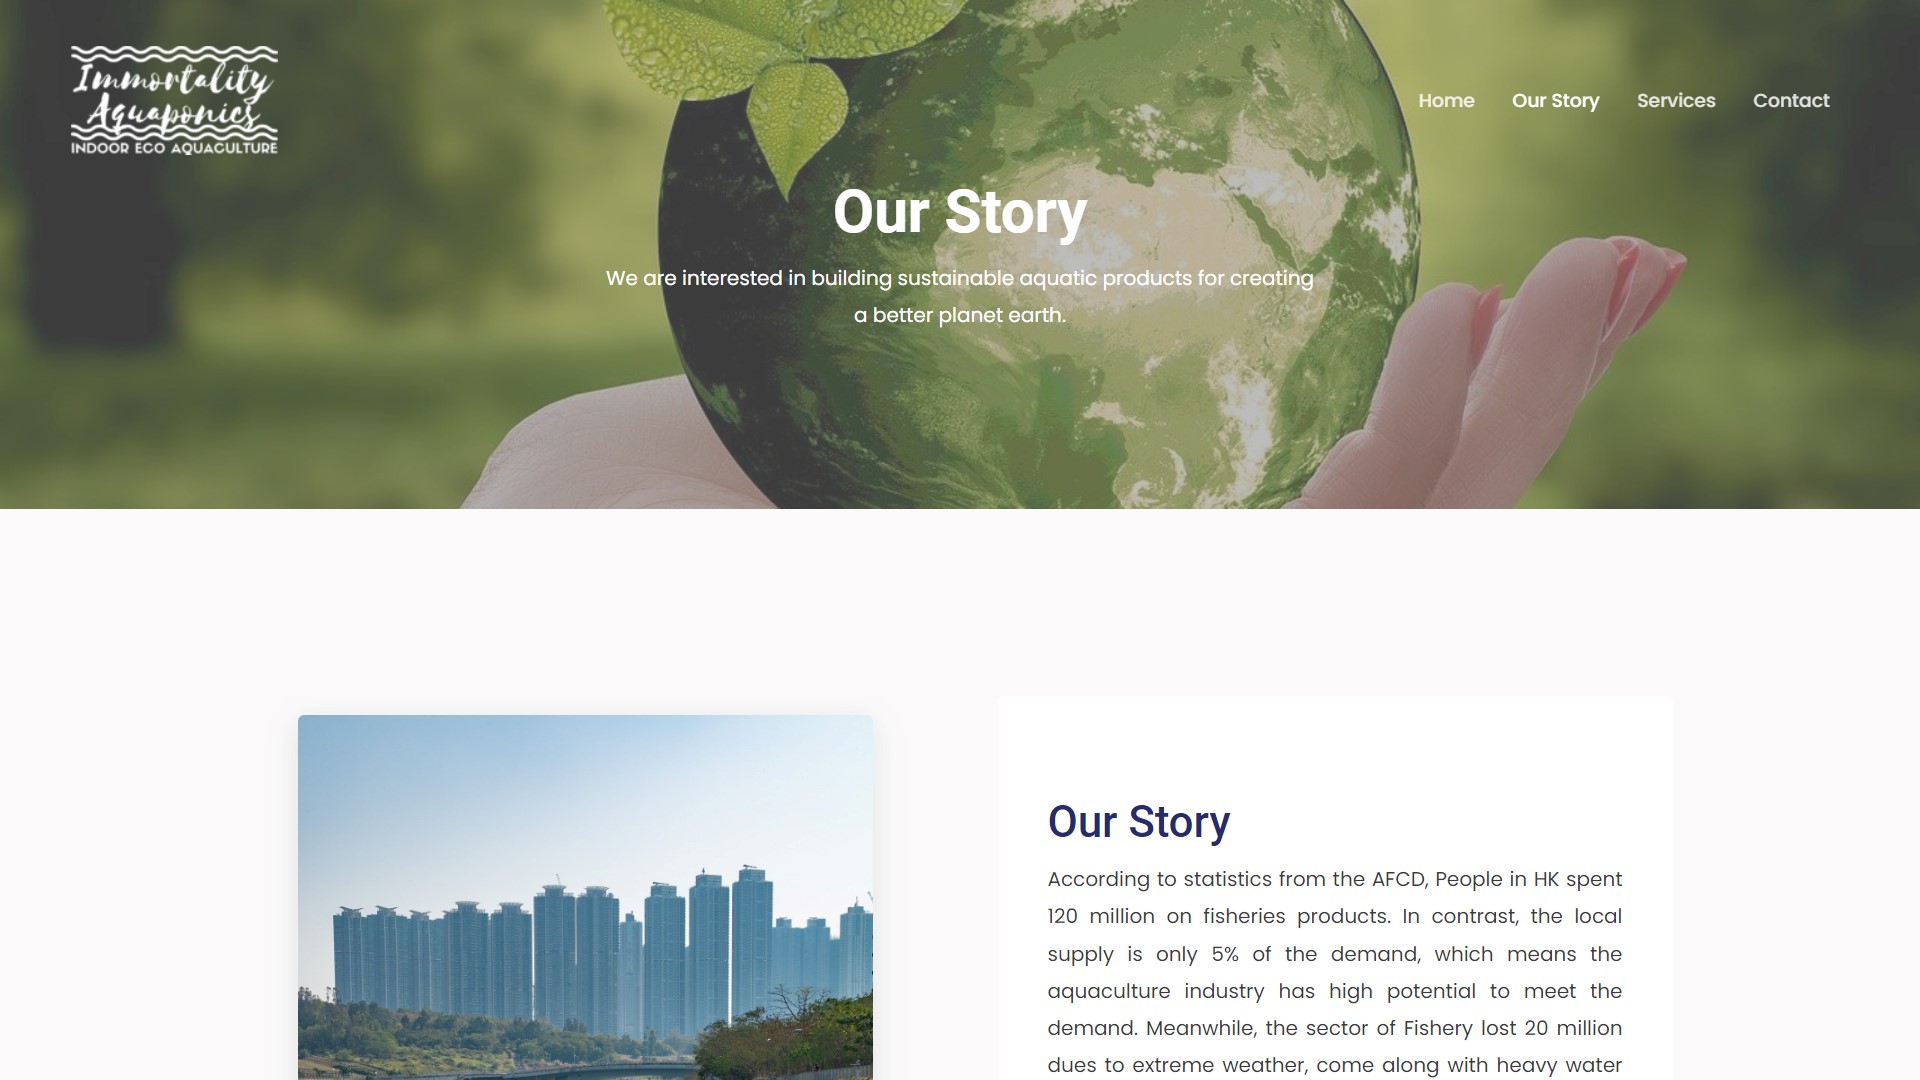 Immortality
Aquaponics
INDOOR ECO AQUACULTURE
Home
Our Story
Services
Contact
Our Story
We are interested in building sustainable aquatic products for creating
a better planet earth.
Our Story
According to statistics from the AFCD, People in HK spent
120 million on fisheries products. In contrast, the local
supply is only 5% of the demand, which means the
aquaculture industry has high potential to meet the
demand. Meanwhile, the sector of Fishery lost 20 million
dues to extreme weather, come along with heavy water